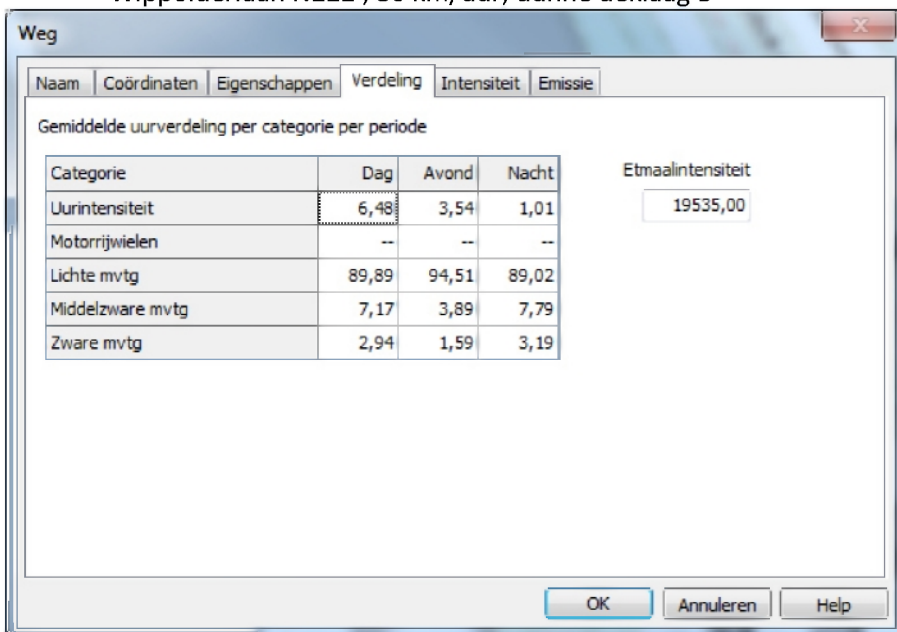 Weg
Naam Coördinaten Eigenschappen Verdeling Intensiteit Emissie
Gemiddelde uurverdeling per categorie per periode
Categorie Dag Avond Nacht Etmaalintensiteit
Uurintensiteit 6,48 3,54 1,01 19535,00
Motorrijwielen -- -- --
Lichte mvtg 89,89 94,51 89,02
Middelzware mvtg 7,17 3,89 7,79
Zware mvtg 2,94 1,59 3,19
OK Annuleren Help